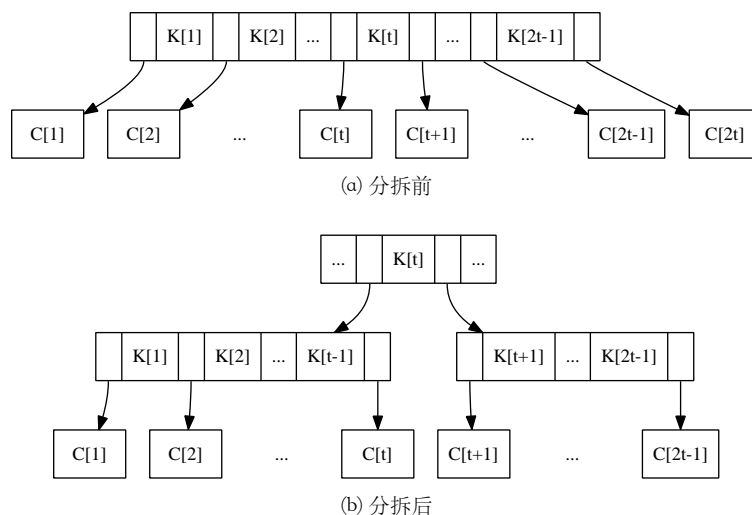 K[1] K[2] ... K[t] ... K[2t-1]
C[1] C[2] ... C[t] C[t+1] ... C[2t-1] C[2t]
(a) 分拆前
... K[t] ...
K[1] K[2] ... K[t-1] K[t+1] ... K[2t-1]
C[1] C[2] ... C[t] C[t+1] ... C[2t-1]
(b) 分拆后